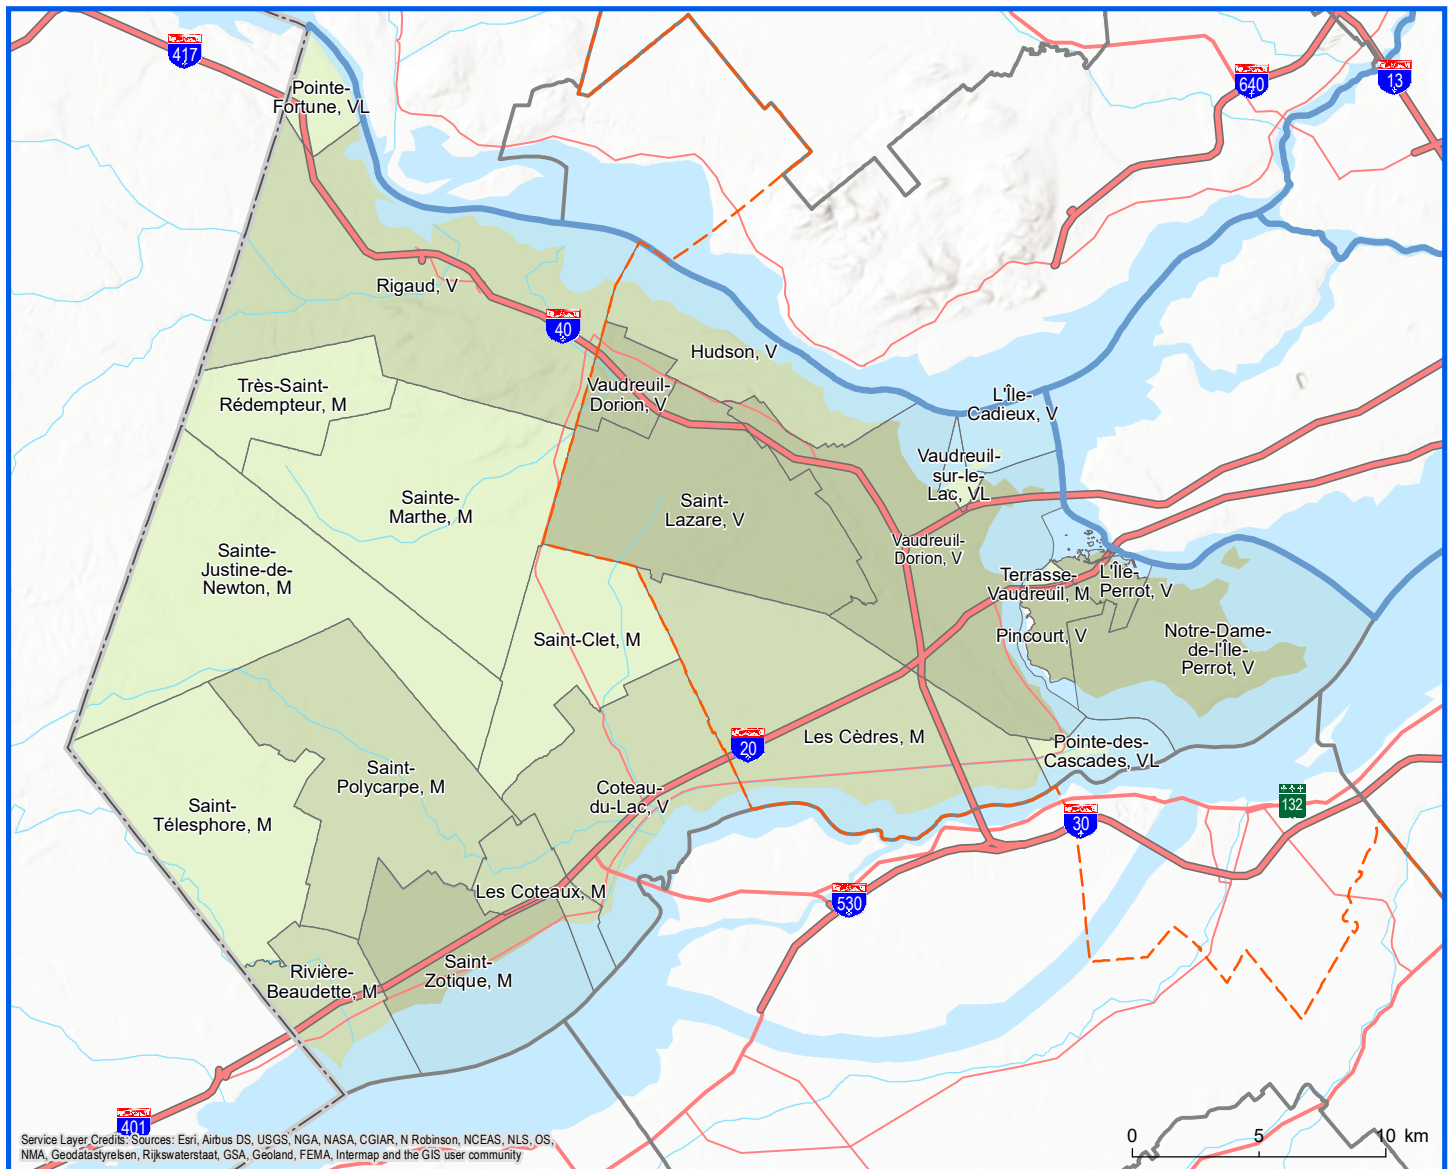 417
Pointe-
Fortune, VL
640
13
Rigaud, V
40
Hudson, V
Très-Saint-
Rédempteur, M
Vaudreuil-
Dorion, V
L'Île-
Cadieux, V
Vaudreuil-
sur-le-
Lac, VL
Sainte-
Marthe, M
Saint-
Lazare, V
Vaudreuil-
Dorion, V
Sainte-
Justine-de-
Newton, M
Terrasse-
Vaudreuil, M
L'Île-
Perrot, V
Saint-Clet, M
Pincourt, V
Notre-Dame-
de-l'Île-
Perrot, V
20
Les Cèdres, M
Pointe-des-
Cascades, VL
Saint-
Polycarpe, M
Coteau-
du-Lac, V
Saint-
Télesphore, M
132
30
Les Coteaux, M
530
Saint-
Zotique, M
Rivière-
Beaudette, M
401
Service Layer Credits: Sources: Esri, Airbus DS, USGS, NGA, NASA, CGIAR, N Robinson, NCEAS, NLS, OS,
NMA, Geodatastyrelsen, Rijkswaterstaat, GSA, Geoland, FEMA, Intermap and the GIS user community
0 5 10 km